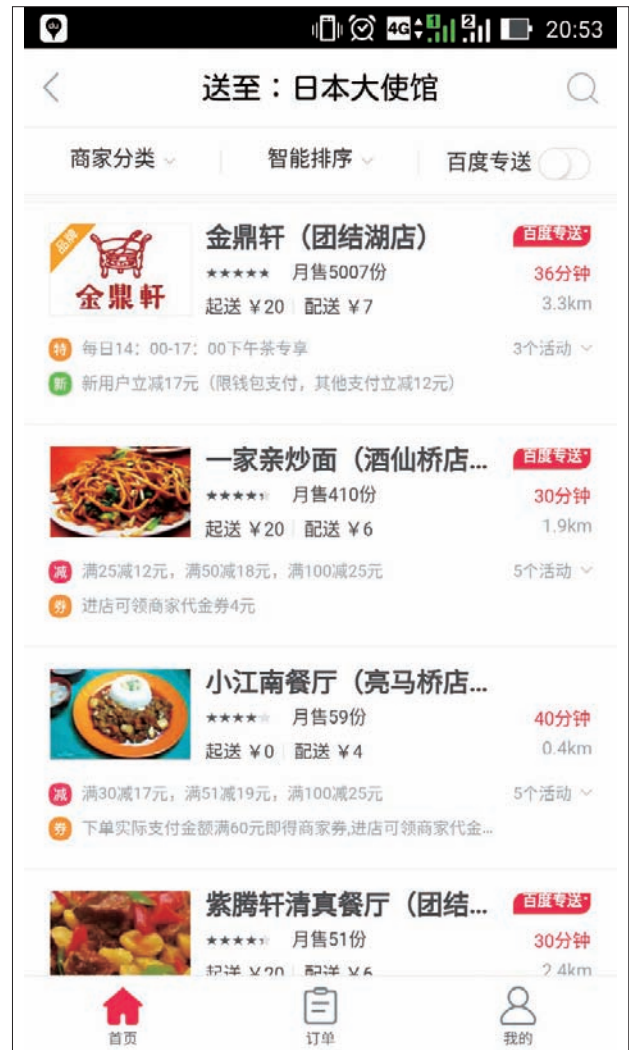 du
4G 1 2 20:53
送至：日本大使馆
商家分类 智能排序 百度专送
品牌
金鼎轩
金鼎轩（团结湖店） 百度专送
★★★★★ 月售5007份 36分钟
起送 ¥20 配送 ¥7 3.3km
特 每日14：00-17：00下午茶专享 3个活动
新 新用户立减17元（限钱包支付，其他支付立减12元）
一家亲炒面（酒仙桥店... 百度专送
月售410份 30分钟
起送 ¥20 配送 ¥6 1.9km
减 满25减12元，满50减18元，满100减25元 5个活动
券 进店可领商家代金券4元
小江南餐厅（亮马桥店...
月售59份 40分钟
起送 ¥0 配送 ¥4 0.4km
减 满30减17元，满51减19元，满100减25元 5个活动
券 下单实际支付金额满60元即得商家券,进店可领商家代金...
紫腾轩清真餐厅（团结... 百度专送
月售51份 30分钟
起送 ¥20 配送 ¥6 2.4km
首页 订单 我的